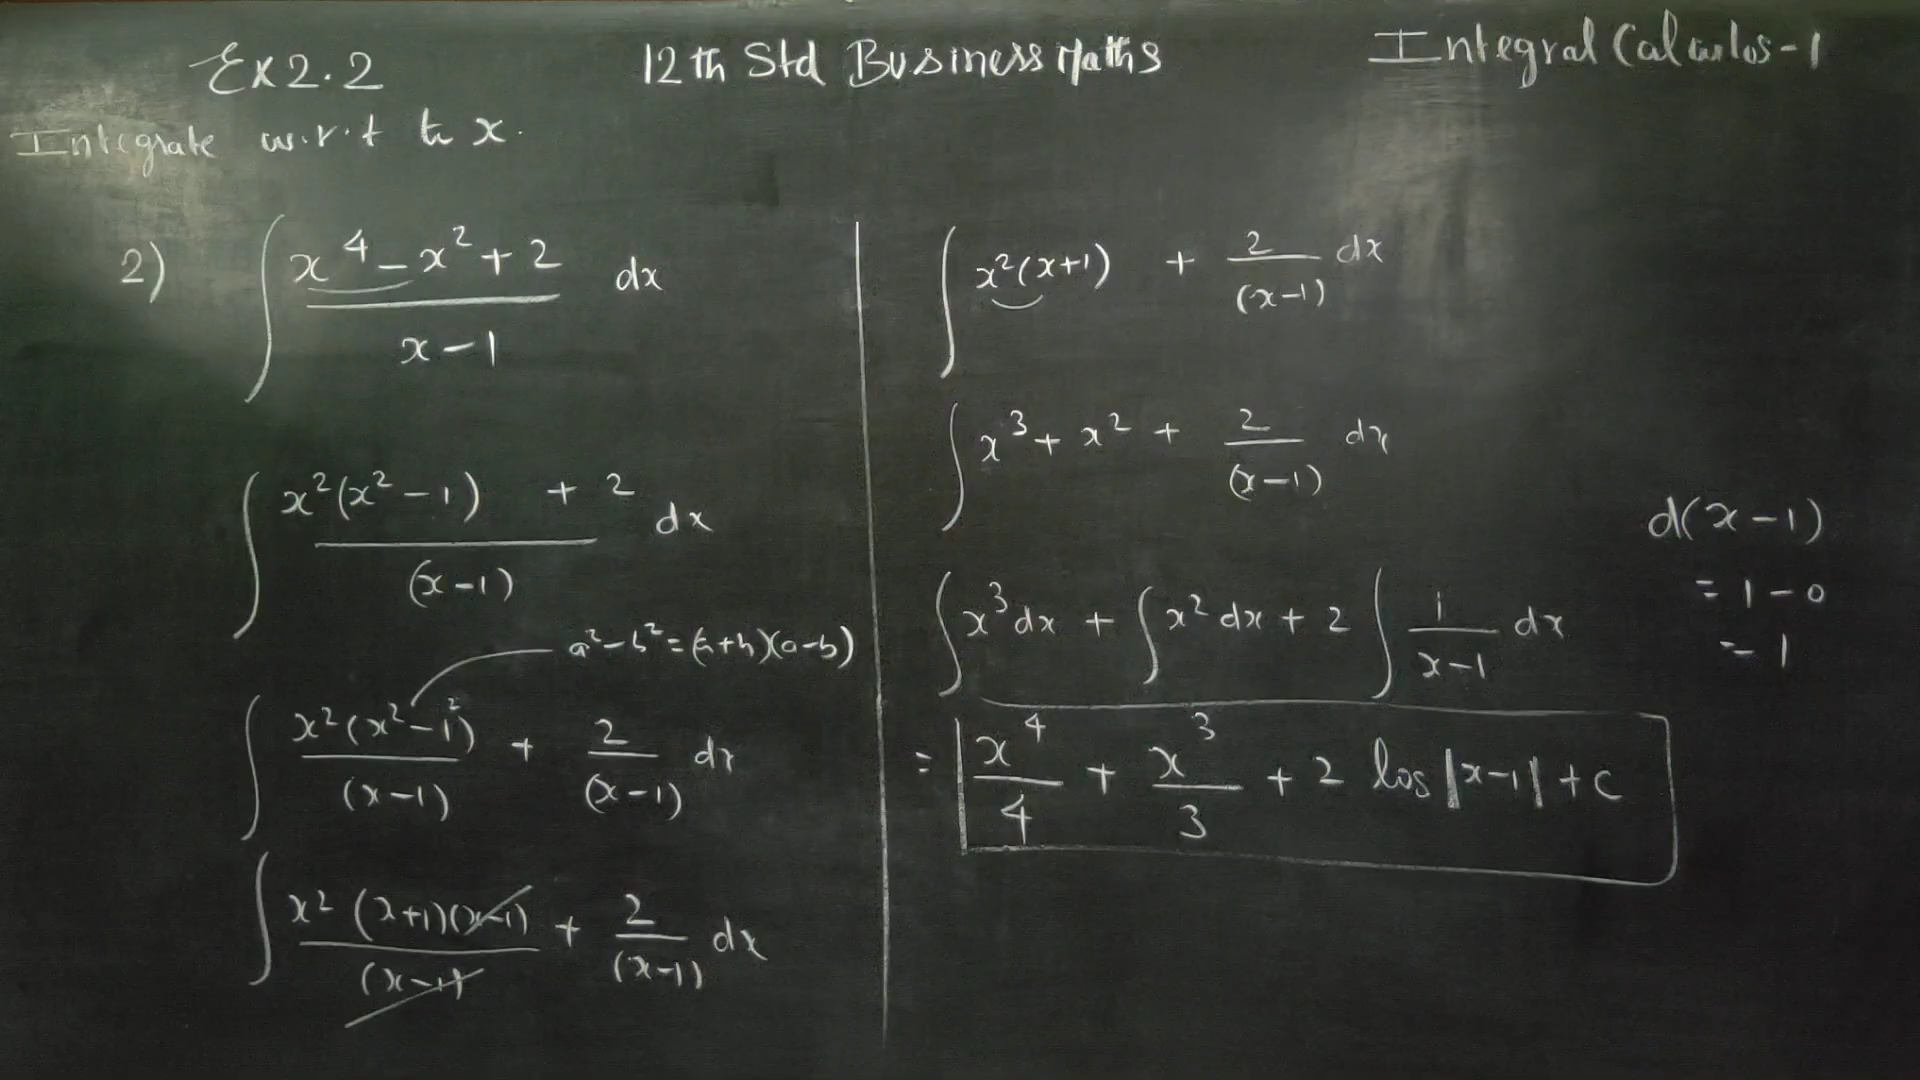 Ex 2.2
12th Std Business Maths
Integral Calculus-1
Integrate w.r.t to x.
2) ∫ (x⁴ - x² + 2)/(x-1) dx
∫ (x²(x²-1) + 2)/(x-1) dx
a²-b² = (a+b)(a-b)
∫ x²(x²-1²)/(x-1) + 2/(x-1) dx
∫ x²(x+1)(x-1)/(x-1) + 2/(x-1) dx
∫ x²(x+1) + 2/(x-1) dx
∫ x³ + x² + 2/(x-1) dx
∫ x³ dx + ∫ x² dx + 2 ∫ 1/(x-1) dx
= x⁴/4 + x³/3 + 2 log |x-1| + c
d(x-1)
= 1-0
= 1